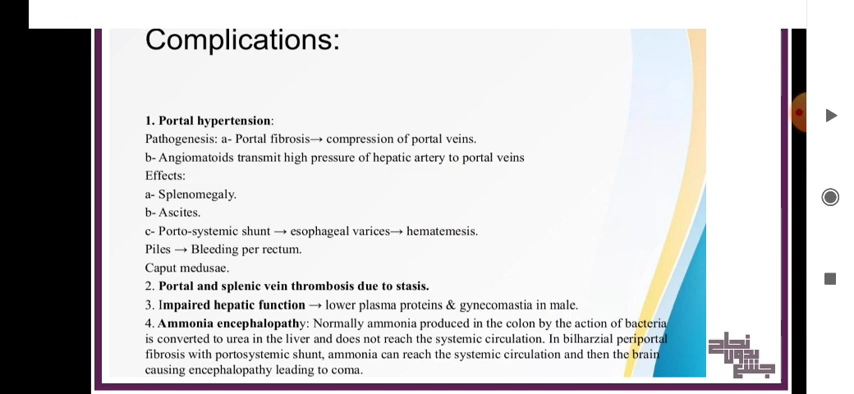 Complications:
1. Portal hypertension:
Pathogenesis: a- Portal fibrosis→ compression of portal veins.
b- Angiomatoids transmit high pressure of hepatic artery to portal veins
Effects:
a- Splenomegaly.
b- Ascites.
c- Porto-systemic shunt → esophageal varices→ hematemesis.
Piles → Bleeding per rectum.
Caput medusae.
2. Portal and splenic vein thrombosis due to stasis.
3. Impaired hepatic function → lower plasma proteins & gynecomastia in male.
4. Ammonia encephalopathy: Normally ammonia produced in the colon by the action of bacteria
is converted to urea in the liver and does not reach the systemic circulation. In bilharzial periportal
fibrosis with portosystemic shunt, ammonia can reach the systemic circulation and then the brain
causing encephalopathy leading to coma.
نجاح
بدون
جشع